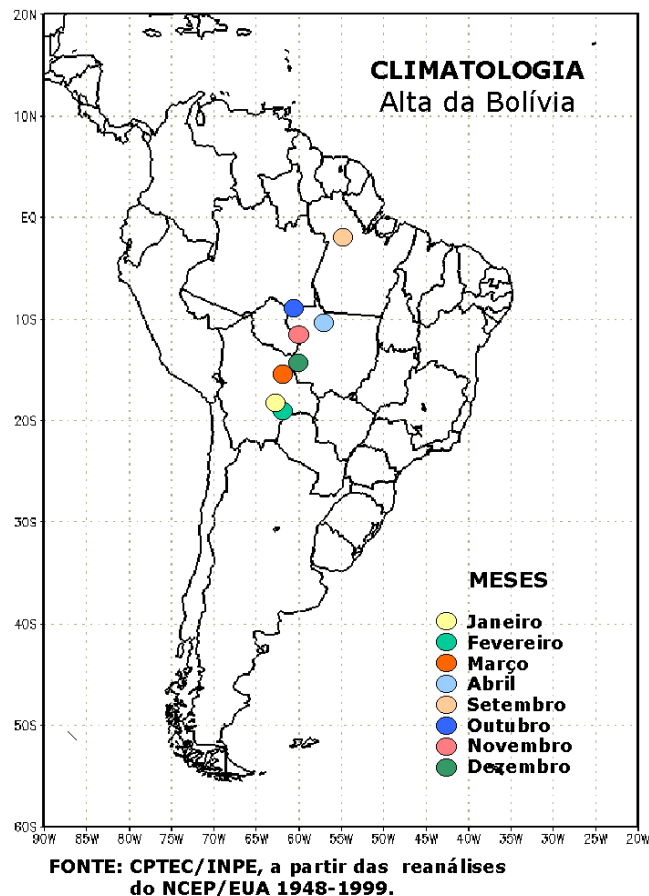 CLIMATOLOGIA
Alta da Bolívia
20N
10N
EQ
10S
20S
30S
40S
50S
60S
MESES
Janeiro
Fevereiro
Março
Abril
Setembro
Outubro
Novembro
Dezembro
90W 85W 80W 75W 70W 65W 60W 55W 50W 45W 40W 35W 30W 25W 20W
FONTE: CPTEC/INPE, a partir das reanálises
do NCEP/EUA 1948-1999.